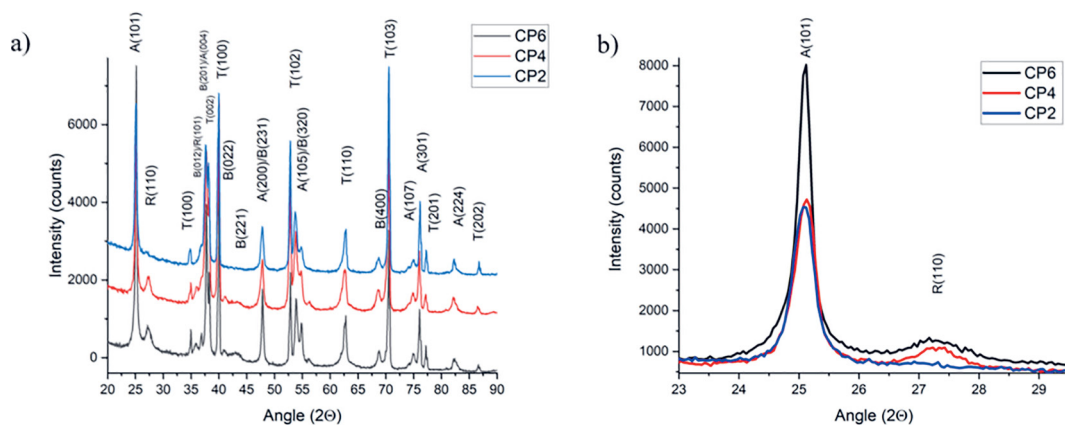 a)
A(101)
R(110)
T(100)
B(012)/R(101)
B(201)/A(004)
T(002)
T(100)
B(022)
B(221)
A(200)/B(231)
T(102)
A(105)/B(320)
T(110)
B(400)
T(103)
A(107)
A(301)
T(201)
A(224)
T(202)
CP6
CP4
CP2
Intensity (counts)
6000
4000
2000
0
20 25 30 35 40 45 50 55 60 65 70 75 80 85 90
Angle (2Θ)
b)
A(101)
R(110)
CP6
CP4
CP2
Intensity (counts)
8000
7000
6000
5000
4000
3000
2000
1000
23 24 25 26 27 28 29
Angle (2Θ)